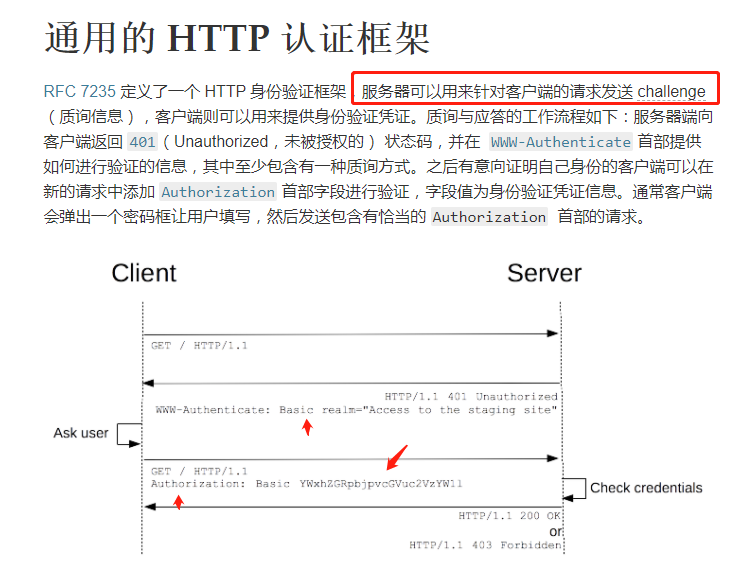 通用的 HTTP 认证框架
RFC 7235 定义了一个 HTTP 身份验证框架，服务器可以用来针对客户端的请求发送 challenge
（质询信息），客户端则可以用来提供身份验证凭证。质询与应答的工作流程如下：服务器端向
客户端返回 401（Unauthorized，未被授权的） 状态码，并在 WWW-Authenticate 首部提供
如何进行验证的信息，其中至少包含有一种质询方式。之后有意向证明自己身份的客户端可以在
新的请求中添加 Authorization 首部字段进行验证，字段值为身份验证凭证信息。通常客户端
会弹出一个密码框让用户填写，然后发送包含有恰当的 Authorization 首部的请求。
Client
Server
GET / HTTP/1.1
HTTP/1.1 401 Unauthorized
WWW-Authenticate: Basic realm="Access to the staging site"
Ask user
GET / HTTP/1.1
Authorization: Basic YWxhZGRpbjpvcGVuc2VzYW1l
Check credentials
HTTP/1.1 200 OK
or
HTTP/1.1 403 Forbidden